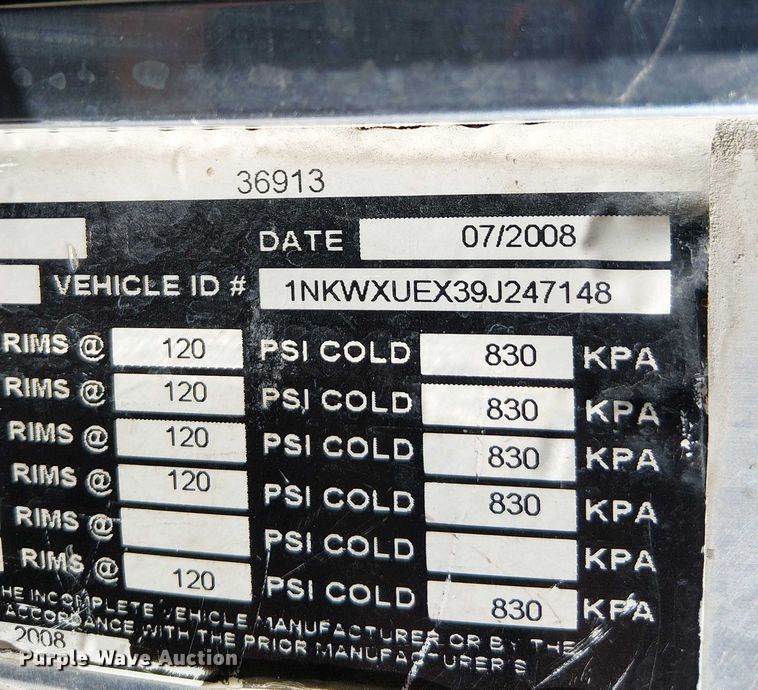 36913
DATE 07/2008
VEHICLE ID # 1NKWXUEX39J247148
RIMS @ 120 PSI COLD 830 KPA
RIMS @ 120 PSI COLD 830 KPA
RIMS @ 120 PSI COLD 830 KPA
RIMS @ 120 PSI COLD 830 KPA
RIMS @ PSI COLD KPA
RIMS @ 120 PSI COLD 830 KPA
HE INCOMPLETE VEHICLE MANUFACTURER OR BY THE
ACCORDANCE WITH THE PRIOR MANUFACTURER'S
2008
Purple Wave Auction